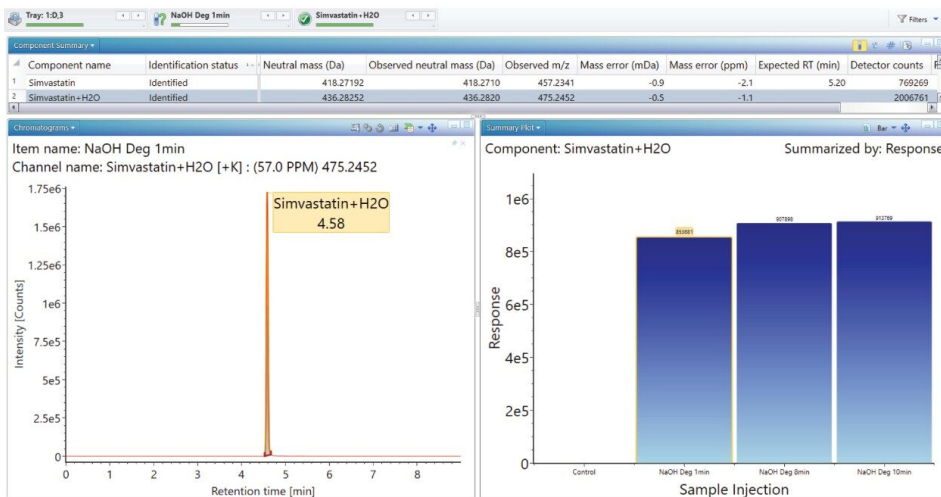 Tray: 1:D,3
NaOH Deg 1min
Simvastatin+H2O
Filters
Component Summary
Component name Identification status Neutral mass (Da) Observed neutral mass (Da) Observed m/z Mass error (mDa) Mass error (ppm) Expected RT (min) Detector counts
1 Simvastatin Identified 418.27192 418.2710 457.2341 -0.9 -2.1 5.20 769269
2 Simvastatin+H2O Identified 436.28252 436.2820 475.2452 -0.5 -1.1 2006761
Chromatograms
Item name: NaOH Deg 1min
Channel name: Simvastatin+H2O [+K] : (57.0 PPM) 475.2452
1.75e6
1.5e6
1.25e6
1e6
7.5e5
5e5
2.5e5
0
Intensity [Counts]
Simvastatin+H2O
4.58
0 1 2 3 4 5 6 7 8
Retention time [min]
Summary Plot
Bar
Component: Simvastatin+H2O Summarized by: Response
1e6
8e5
6e5
4e5
2e5
0
Response
853681
907898
913769
Control NaOH Deg 1min NaOH Deg 8min NaOH Deg 10min
Sample Injection